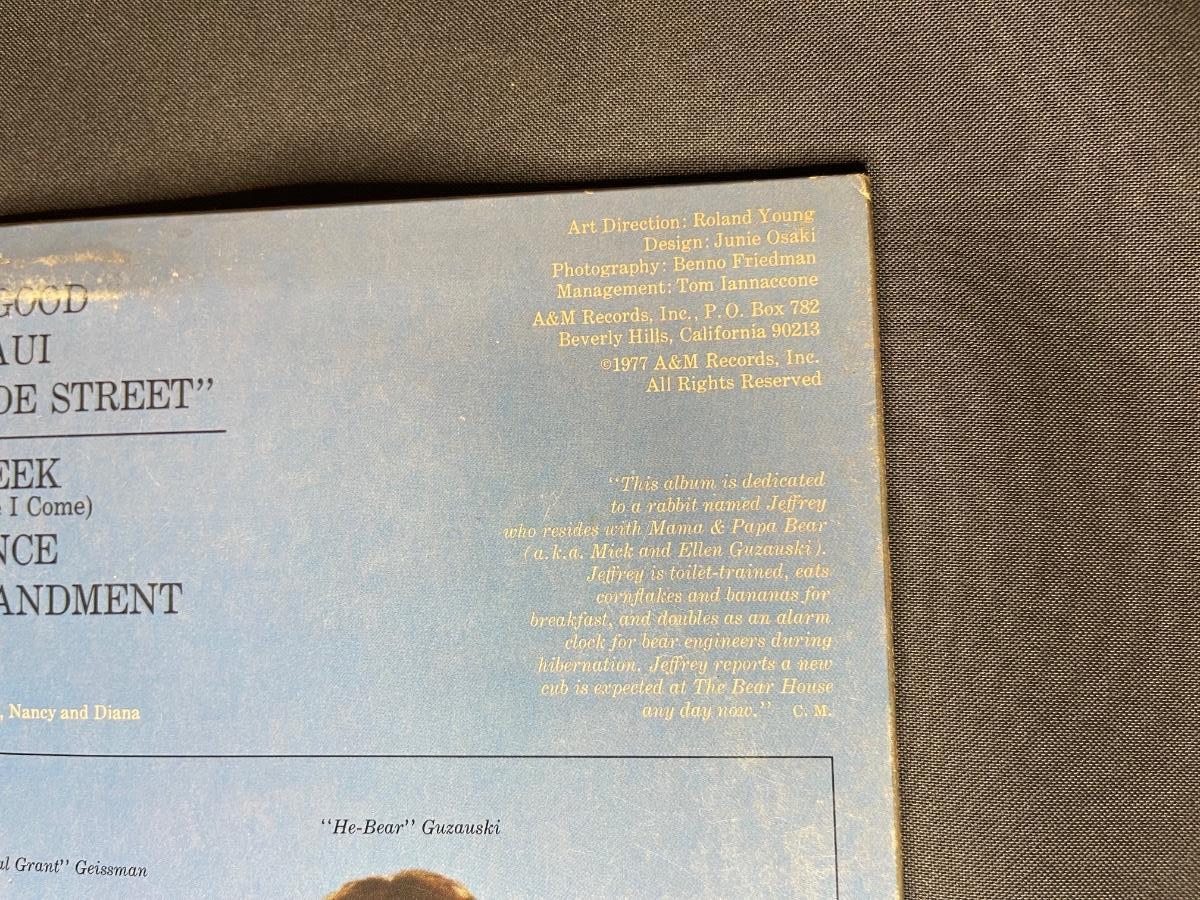 GOOD
AUI
DE STREET”
EEK
I Come)
NCE
ANDMENT
, Nancy and Diana
Art Direction: Roland Young
Design: Junie Osaki
Photography: Benno Friedman
Management: Tom Iannaccone
A&M Records, Inc., P.O. Box 782
Beverly Hills, California 90213
©1977 A&M Records, Inc.
All Rights Reserved
“This album is dedicated
to a rabbit named Jeffrey
who resides with Mama & Papa Bear
(a.k.a. Mick and Ellen Guzauski).
Jeffrey is toilet-trained, eats
cornflakes and bananas for
breakfast, and doubles as an alarm
clock for bear engineers during
hibernation. Jeffrey reports a new
cub is expected at The Bear House
any day now.” C. M.
“He-Bear” Guzauski
al Grant” Geissman